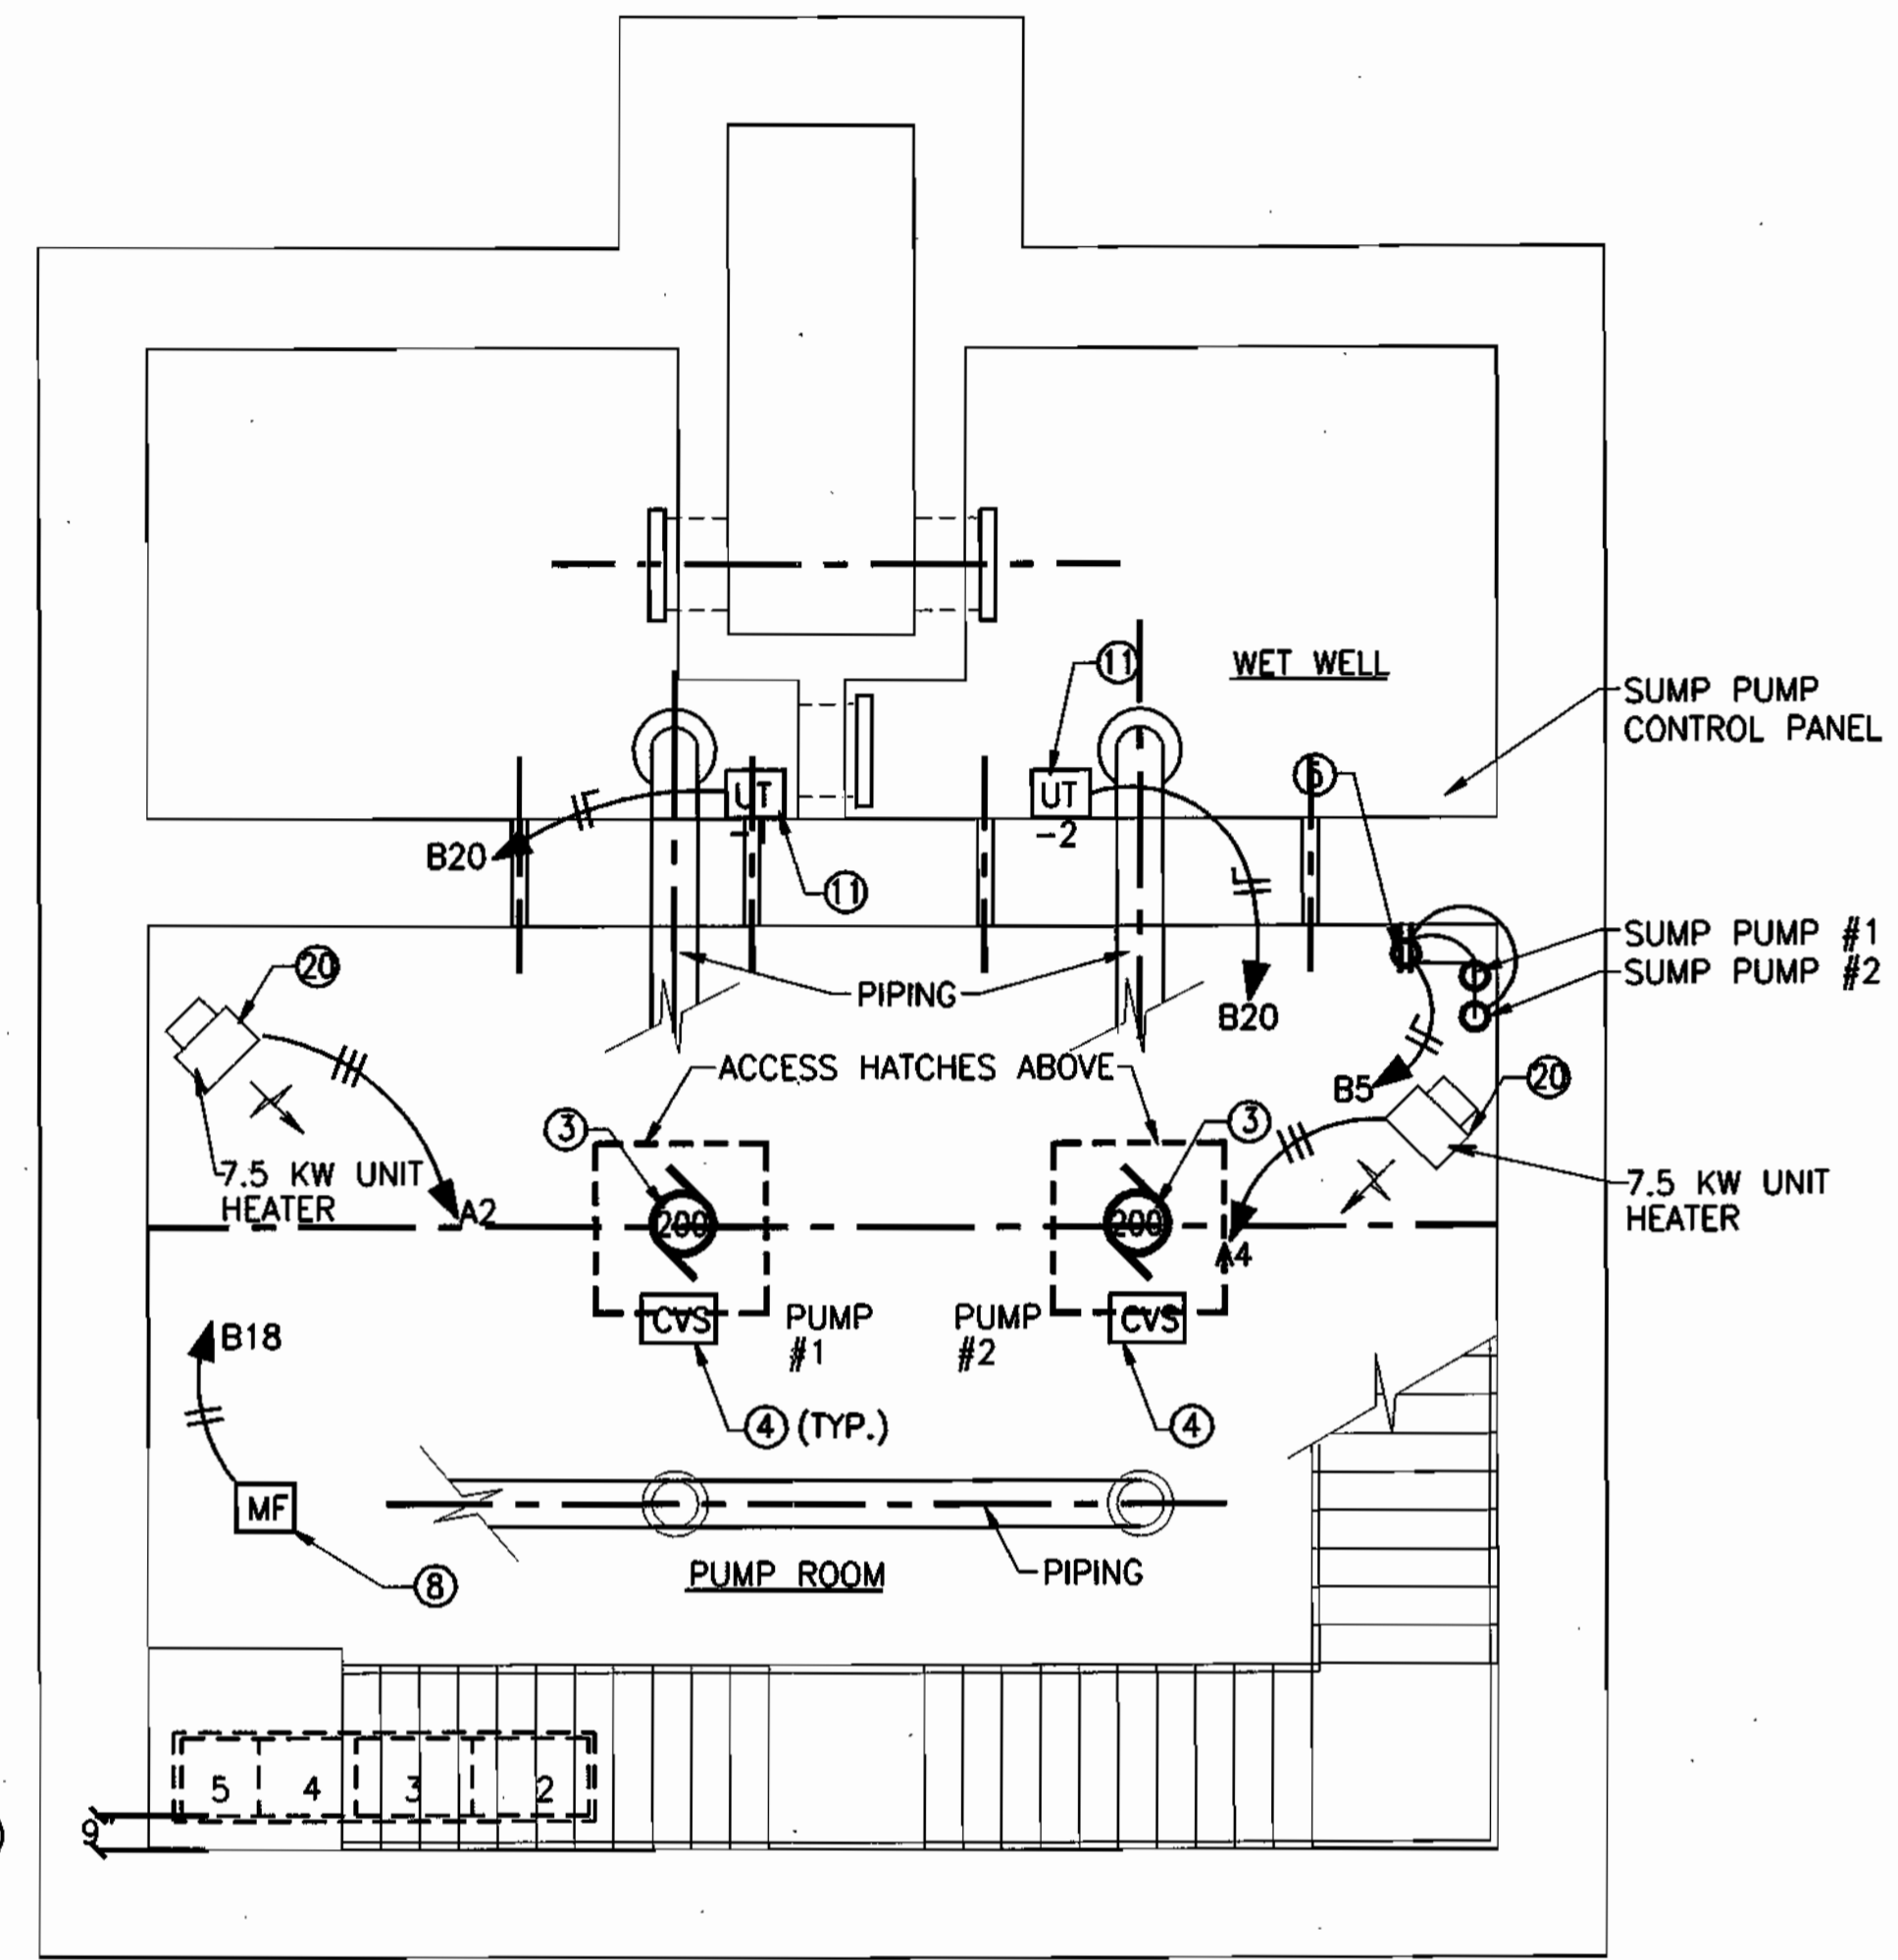 11
WET WELL
SUMP PUMP
CONTROL PANEL
UT
UT
-2
B20
11
SUMP PUMP #1
SUMP PUMP #2
20
PIPING
B20
ACCESS HATCHES ABOVE
B5
20
3
3
7.5 KW UNIT
HEATER
7.5 KW UNIT
HEATER
A2
200
200
A4
CVS
PUMP
#1
PUMP
#2
CVS
B18
4 (TYP.)
4
MF
8
PUMP ROOM
PIPING
5
4
3
2
9"